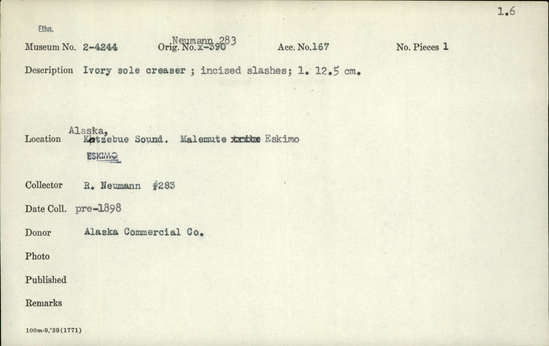 1.6
Ethn.
Neumann 283
Museum No. 2-4244 Orig. No. x-390 Acc. No. 167 No. Pieces 1
Description Ivory sole creaser ; incised slashes; l. 12.5 cm.
Alaska,
Location Kotzebue Sound. Malemute tribe Eskimo
ESKIMO
Collector R. Neumann #283
Date Coll. pre-1898
Donor Alaska Commercial Co.
Photo
Published
Remarks
100m-9,'39(1771)